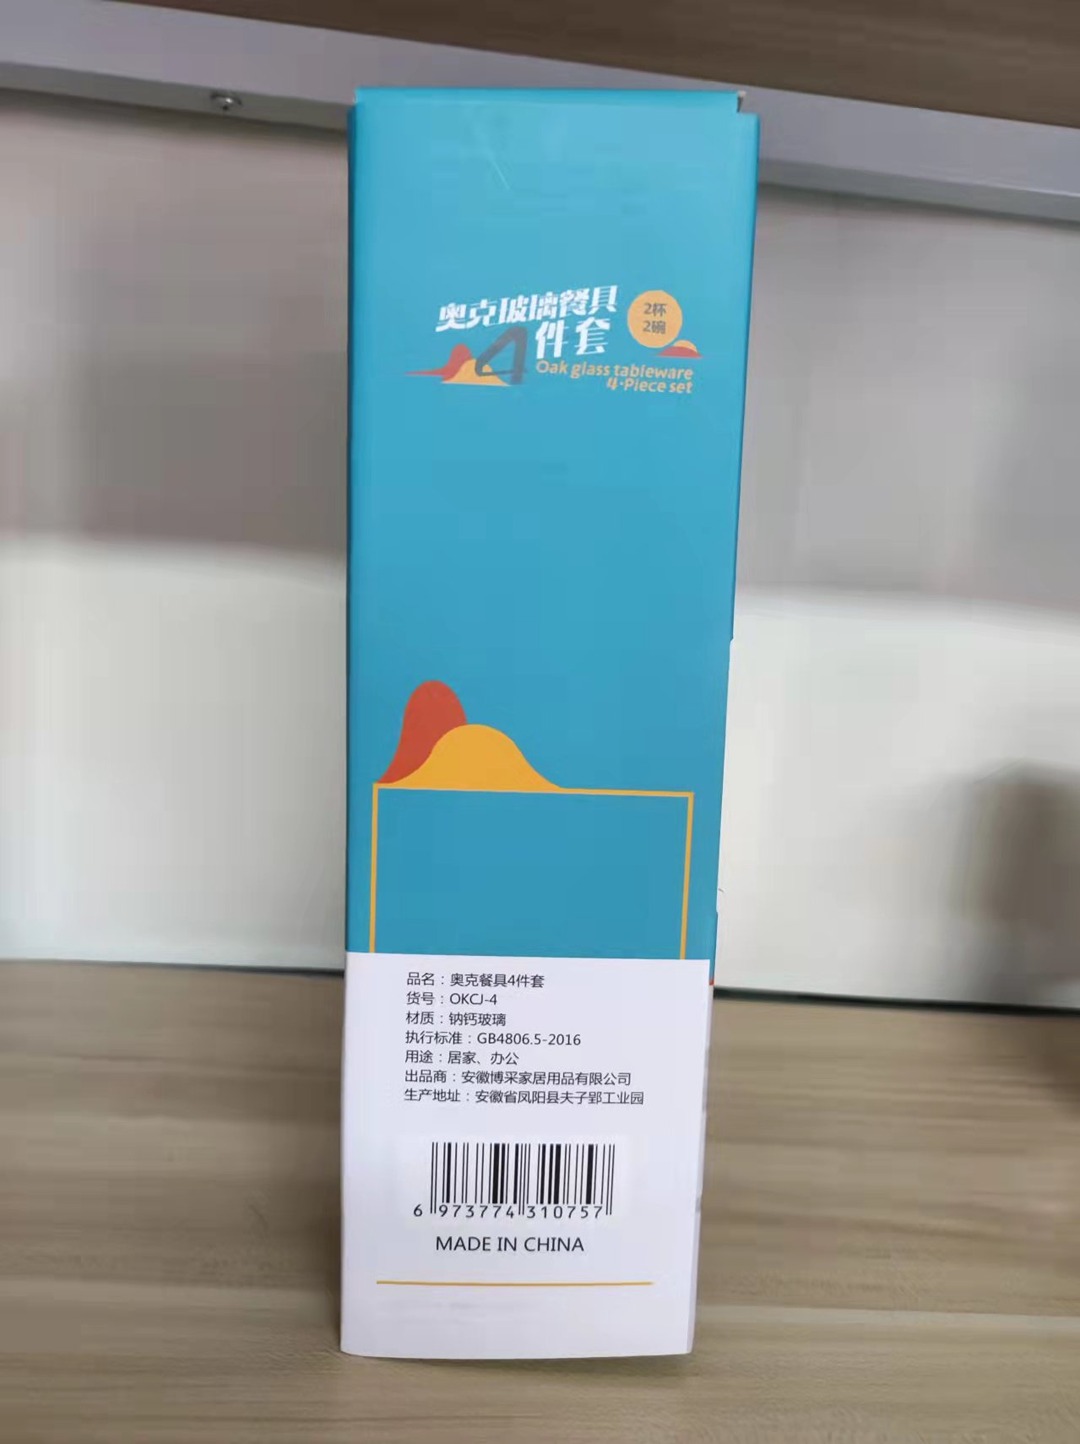 奥克玻璃餐具
4件套
2杯
2碗
Oak glass tableware
4·Piece set
品名：奥克餐具4件套
货号：OKCJ-4
材质：钠钙玻璃
执行标准：GB4806.5-2016
用途：居家、办公
出品商：安徽博采家居用品有限公司
生产地址：安徽省凤阳县夫子郢工业园
6 973774 310757
MADE IN CHINA